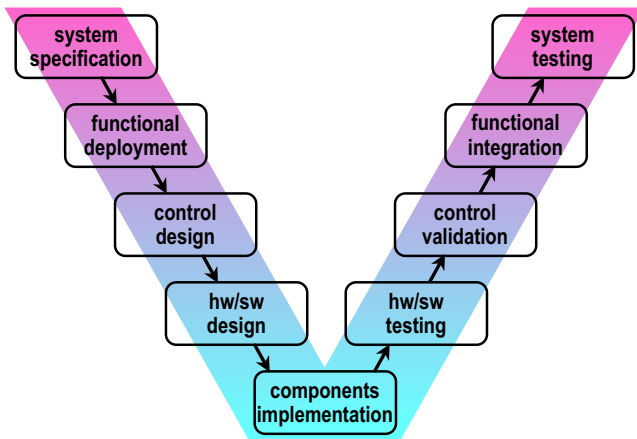 system
specification
functional
deployment
control
design
hw/sw
design
components
implementation
hw/sw
testing
control
validation
functional
integration
system
testing